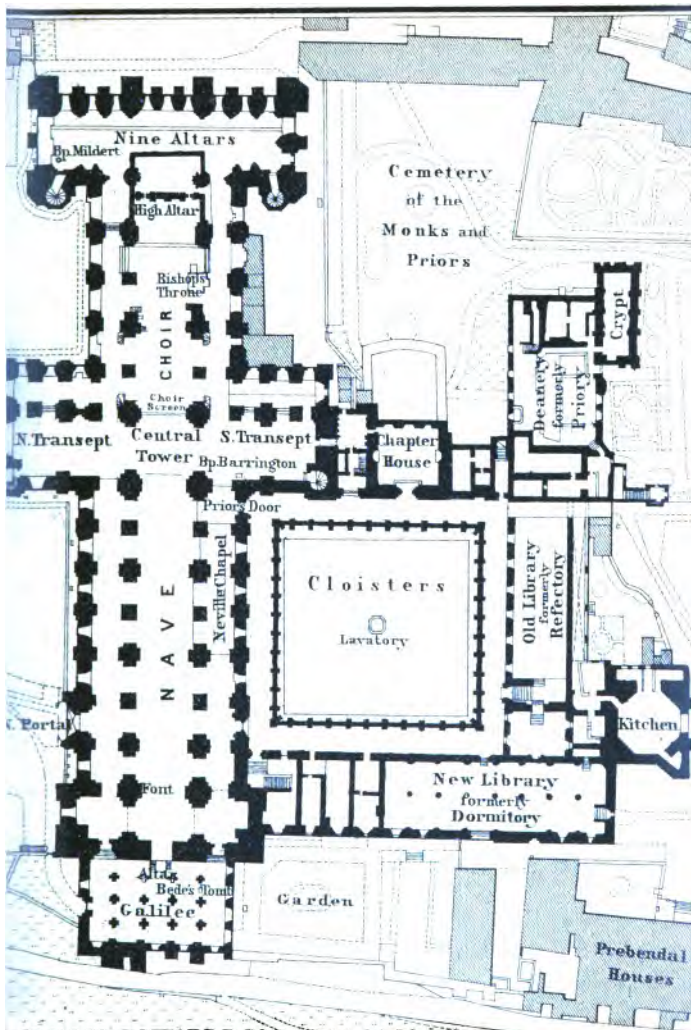 Nine Altars
Bp. Mildert
High Altar
Cemetery
of the
Monks and
Priors
Bishops
Throne
CHOIR
Crypt
Deanery
formerly
Priory
Choir
Screen
N. Transept
Central
Tower
S. Transept
Chapter
House
Bp. Barrington
Priors Door
Neville Chapel
NAVE
Cloisters
Lavatory
Old Library
formerly
Refectory
N. Portal
Kitchen
Font
New Library
formerly
Dormitory
Altar
Bede's Tomb
Galilee
Garden
Prebendal
Houses